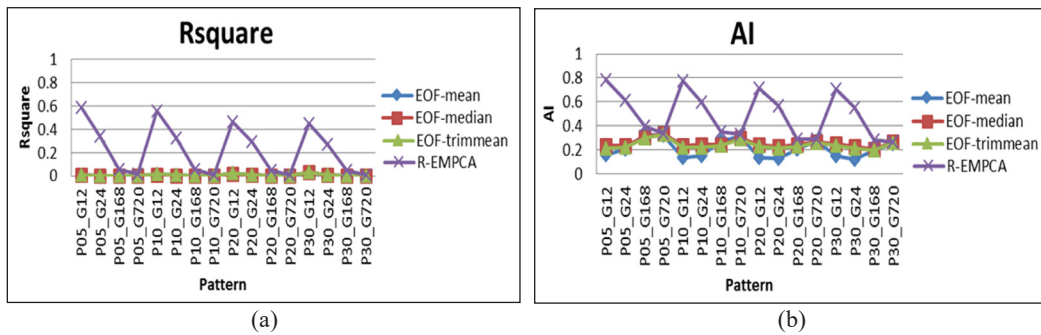 Rsquare
1
0.8
0.6
0.4
0.2
0
Rsquare
P05_G12
P05_G24
P05_G168
P05_G720
P10_G12
P10_G24
P10_G168
P10_G720
P20_G12
P20_G24
P20_G168
P20_G720
P30_G12
P30_G24
P30_G168
P30_G720
Pattern
EOF-mean
EOF-median
EOF-trimmean
R-EMPCA
(a)
AI
1
0.8
0.6
0.4
0.2
0
AI
P05_G12
P05_G24
P05_G168
P05_G720
P10_G12
P10_G24
P10_G168
P10_G720
P20_G12
P20_G24
P20_G168
P20_G720
P30_G12
P30_G24
P30_G168
P30_G720
Pattern
EOF-mean
EOF-median
EOF-trimmean
R-EMPCA
(b)